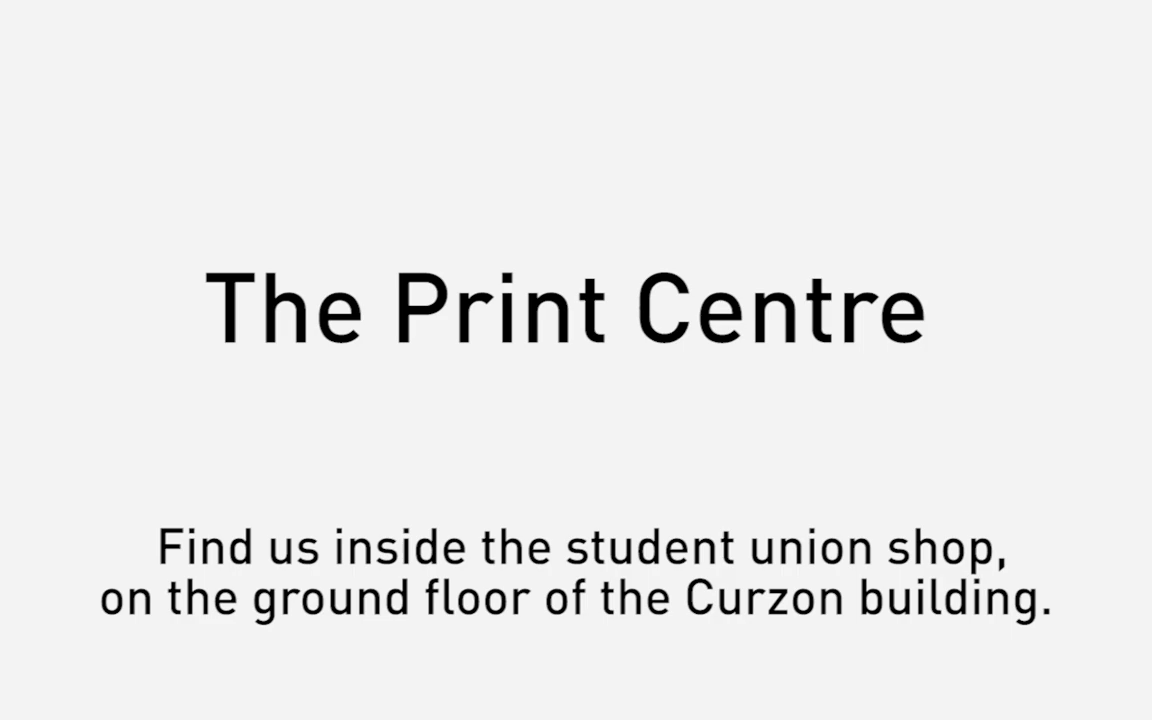 The Print Centre
Find us inside the student union shop,
on the ground floor of the Curzon building.